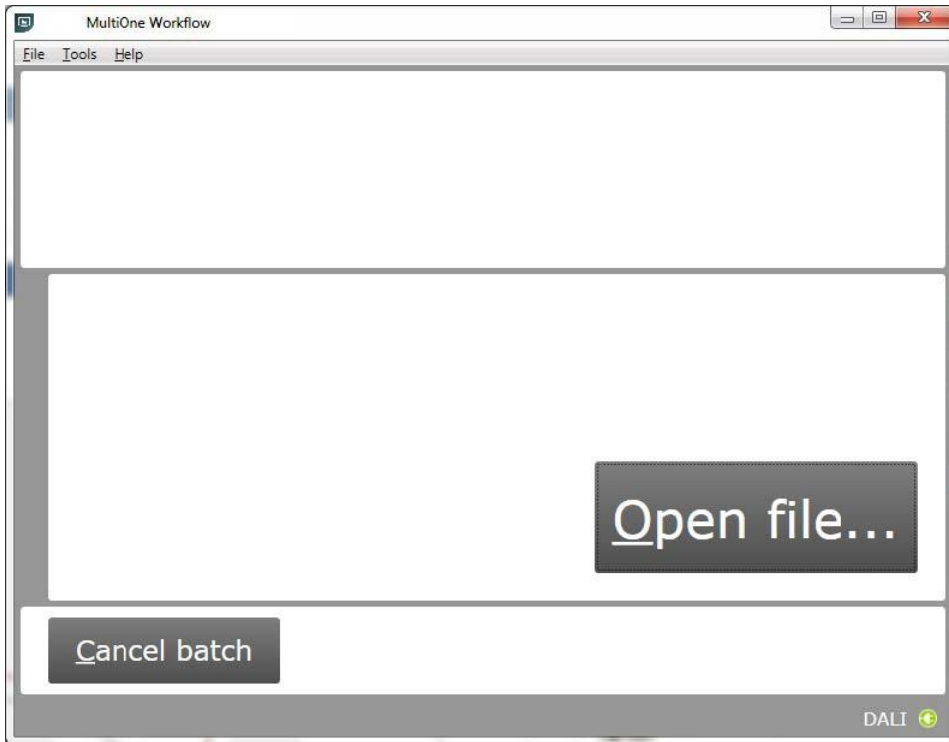 MultiOne Workflow
File Tools Help
Open file...
Cancel batch
DALI